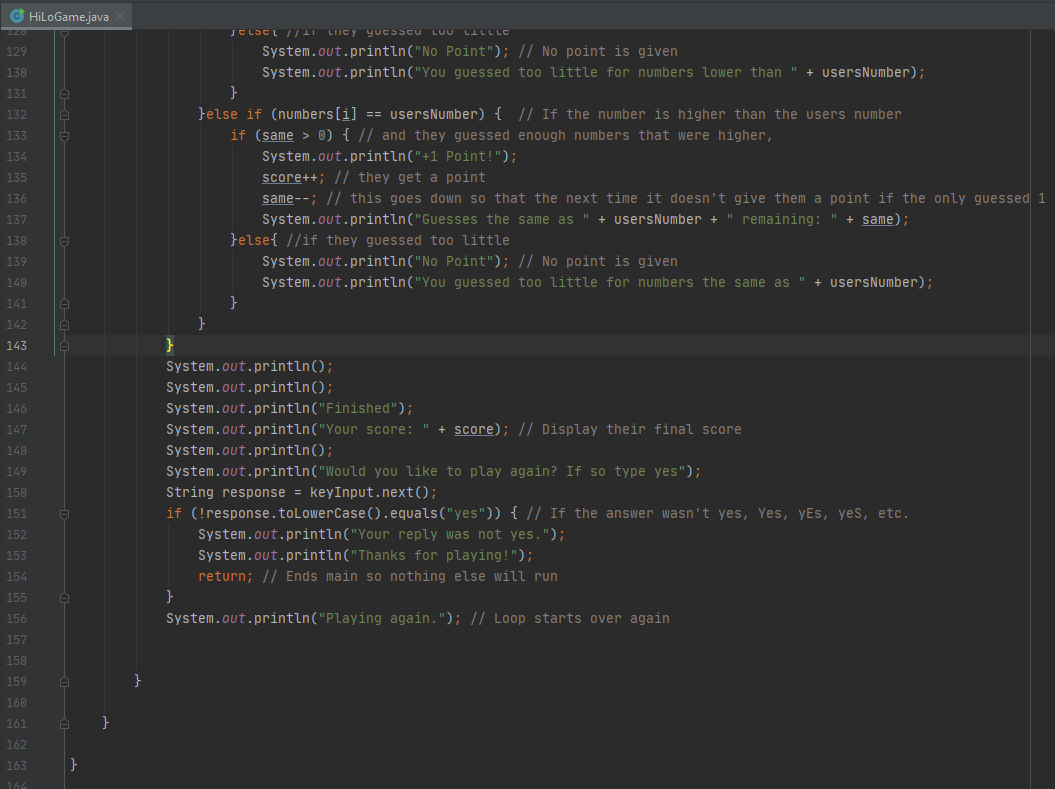 HiLoGame.java
128 }else{ //if they guessed too little
129 System.out.println("No Point"); // No point is given
130 System.out.println("You guessed too little for numbers lower than " + usersNumber);
131 }
132 }else if (numbers[i] == usersNumber) { // If the number is higher than the users number
133 if (same > 0) { // and they guessed enough numbers that were higher,
134 System.out.println("+1 Point!");
135 score++; // they get a point
136 same--; // this goes down so that the next time it doesn't give them a point if the only guessed 1
137 System.out.println("Guesses the same as " + usersNumber + " remaining: " + same);
138 }else{ //if they guessed too little
139 System.out.println("No Point"); // No point is given
140 System.out.println("You guessed too little for numbers the same as " + usersNumber);
141 }
142 }
143 }
144 System.out.println();
145 System.out.println();
146 System.out.println("Finished");
147 System.out.println("Your score: " + score); // Display their final score
148 System.out.println();
149 System.out.println("Would you like to play again? If so type yes");
150 String response = keyInput.next();
151 if (!response.toLowerCase().equals("yes")) { // If the answer wasn't yes, Yes, yEs, yeS, etc.
152 System.out.println("Your reply was not yes.");
153 System.out.println("Thanks for playing!");
154 return; // Ends main so nothing else will run
155 }
156 System.out.println("Playing again."); // Loop starts over again
157
158
159 }
160
161 }
162
163 }
164